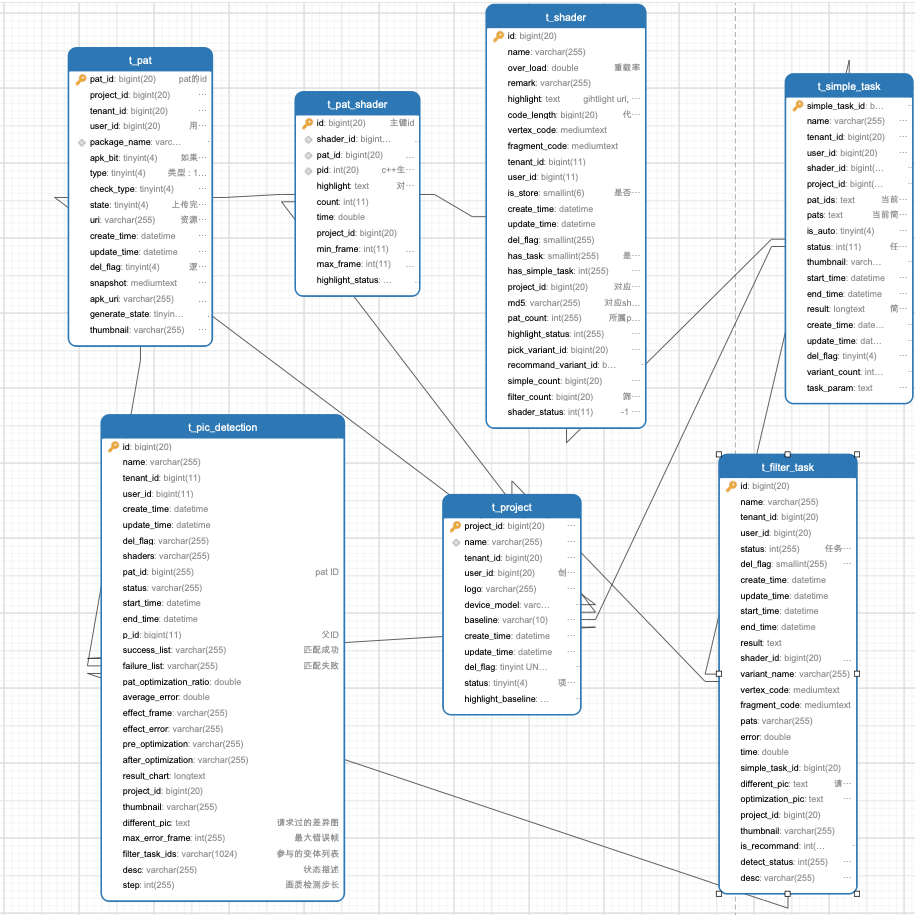 t_pat
pat_id: bigint(20) pat的id
project_id: bigint(20) ...
tenant_id: bigint(20) ...
user_id: bigint(20) 用...
package_name: varc...
apk_bit: tinyint(4) 如果...
type: tinyint(4) 类型 : 1...
check_type: tinyint(4) ...
state: tinyint(4) 上传完...
uri: varchar(255) 资源...
create_time: datetime ...
update_time: datetime ...
del_flag: tinyint(4) 逻...
snapshot: mediumtext ...
apk_uri: varchar(255) ...
generate_state: tinyin... ...
thumbnail: varchar(255) ...
t_pat_shader
id: bigint(20) 主键id
shader_id: bigint... ...
pat_id: bigint(20) ...
pid: int(20) c++生...
highlight: text 对...
count: int(11) ...
time: double ...
project_id: bigint(20)
min_frame: int(11) ...
max_frame: int(11) ...
highlight_status: ...
t_shader
id: bigint(20)
name: varchar(255)
over_load: double 重载率
remark: varchar(255)
highlight: text gihtlight url, ...
code_length: bigint(20) 代...
vertex_code: mediumtext
fragment_code: mediumtext
tenant_id: bigint(11)
user_id: bigint(11)
is_store: smallint(6) 是否...
create_time: datetime
update_time: datetime
del_flag: smallint(255)
has_task: smallint(255) 是...
has_simple_task: int(255) ...
project_id: bigint(20) 对应...
md5: varchar(255) 对应sh...
pat_count: int(255) 所属p...
highlight_status: int(255) ...
pick_variant_id: bigint(20) ...
recommand_variant_id: b... ...
simple_count: bigint(20) ...
filter_count: bigint(20) 筛...
shader_status: int(11) -1 ...
t_simple_task
simple_task_id: b... ...
name: varchar(255) ...
tenant_id: bigint(20) ...
user_id: bigint(20) ...
shader_id: bigint(... ...
project_id: bigint(... ...
pat_ids: text 当前...
pats: text 当前简...
is_auto: tinyint(4) ...
status: int(11) 任...
thumbnail: varch... ...
start_time: datetime ...
end_time: datetime ...
result: longtext 简...
create_time: date... ...
update_time: dat... ...
del_flag: tinyint(4) ...
variant_count: int... ...
task_param: text ...
t_pic_detection
id: bigint(20)
name: varchar(255)
tenant_id: bigint(11)
user_id: bigint(11)
create_time: datetime
update_time: datetime
del_flag: varchar(255)
shaders: varchar(255)
pat_id: bigint(255) pat ID
status: varchar(255)
start_time: datetime
end_time: datetime
p_id: bigint(11) 父ID
success_list: varchar(255) 匹配成功
failure_list: varchar(255) 匹配失败
pat_optimization_ratio: double
average_error: double
effect_frame: varchar(255)
effect_error: varchar(255)
pre_optimization: varchar(255)
after_optimization: varchar(255)
result_chart: longtext
project_id: bigint(20)
thumbnail: varchar(255)
different_pic: text 请求过的差异图
max_error_frame: int(255) 最大错误帧
filter_task_ids: varchar(1024) 参与的变体列表
desc: varchar(255) 状态描述
step: int(255) 画质检测步长
t_project
project_id: bigint(20) ...
name: varchar(255) ...
tenant_id: bigint(20) ...
user_id: bigint(20) 创...
logo: varchar(255) ...
device_model: varc... ...
baseline: varchar(10) ...
create_time: datetime ...
update_time: datetime ...
del_flag: tinyint UN... ...
status: tinyint(4) 项...
highlight_baseline: ...
t_filter_task
id: bigint(20)
name: varchar(255)
tenant_id: bigint(20)
user_id: bigint(20)
status: int(255) 任务...
del_flag: smallint(255) ...
create_time: datetime
update_time: datetime
start_time: datetime
end_time: datetime
result: text
shader_id: bigint(20) ...
variant_name: varchar(255)
vertex_code: mediumtext
fragment_code: mediumtext
pats: varchar(255)
error: double
time: double
simple_task_id: bigint(20)
different_pic: text 请...
optimization_pic: text ...
project_id: bigint(20)
thumbnail: varchar(255)
is_recommand: int(... ...
detect_status: int(255) ...
desc: varchar(255) ...